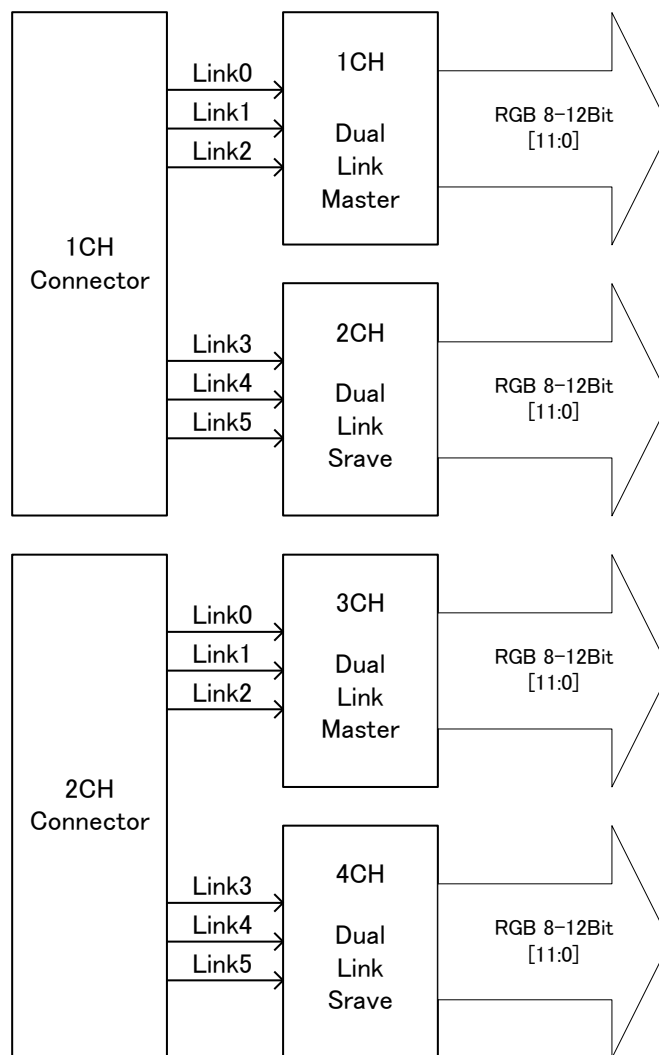 1CH
Connector
Link0
Link1
Link2
1CH
Dual
Link
Master
RGB 8-12Bit
[11:0]
Link3
Link4
Link5
2CH
Dual
Link
Srave
RGB 8-12Bit
[11:0]
2CH
Connector
Link0
Link1
Link2
3CH
Dual
Link
Master
RGB 8-12Bit
[11:0]
Link3
Link4
Link5
4CH
Dual
Link
Srave
RGB 8-12Bit
[11:0]